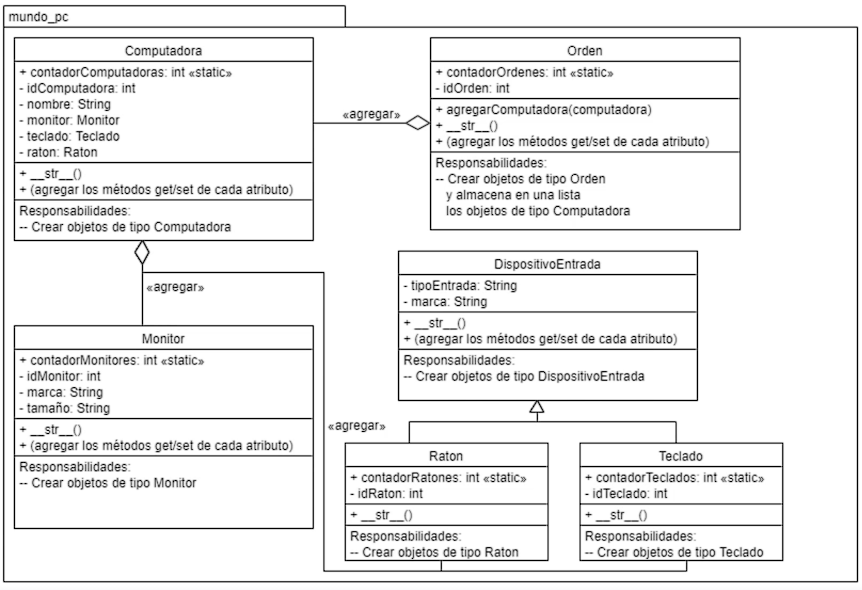 mundo_pc
Computadora
+ contadorComputadoras: int «static»
- idComputadora: int
- nombre: String
- monitor: Monitor
- teclado: Teclado
- raton: Raton
+ __str__()
+ (agregar los métodos get/set de cada atributo)
Responsabilidades:
-- Crear objetos de tipo Computadora
«agregar»
Orden
+ contadorOrdenes: int «static»
- idOrden: int
+ agregarComputadora(computadora)
+ __str__()
+ (agregar los métodos get/set de cada atributo)
Responsabilidades:
-- Crear objetos de tipo Orden
y almacena en una lista
los objetos de tipo Computadora
«agregar»
Monitor
+ contadorMonitores: int «static»
- idMonitor: int
- marca: String
- tamaño: String
+ __str__()
+ (agregar los métodos get/set de cada atributo)
Responsabilidades:
-- Crear objetos de tipo Monitor
DispositivoEntrada
- tipoEntrada: String
- marca: String
+ __str__()
+ (agregar los métodos get/set de cada atributo)
Responsabilidades:
-- Crear objetos de tipo DispositivoEntrada
«agregar»
Raton
+ contadorRatones: int «static»
- idRaton: int
+ __str__()
Responsabilidades:
-- Crear objetos de tipo Raton
Teclado
+ contadorTeclados: int «static»
- idTeclado: int
+ __str__()
Responsabilidades:
-- Crear objetos de tipo Teclado